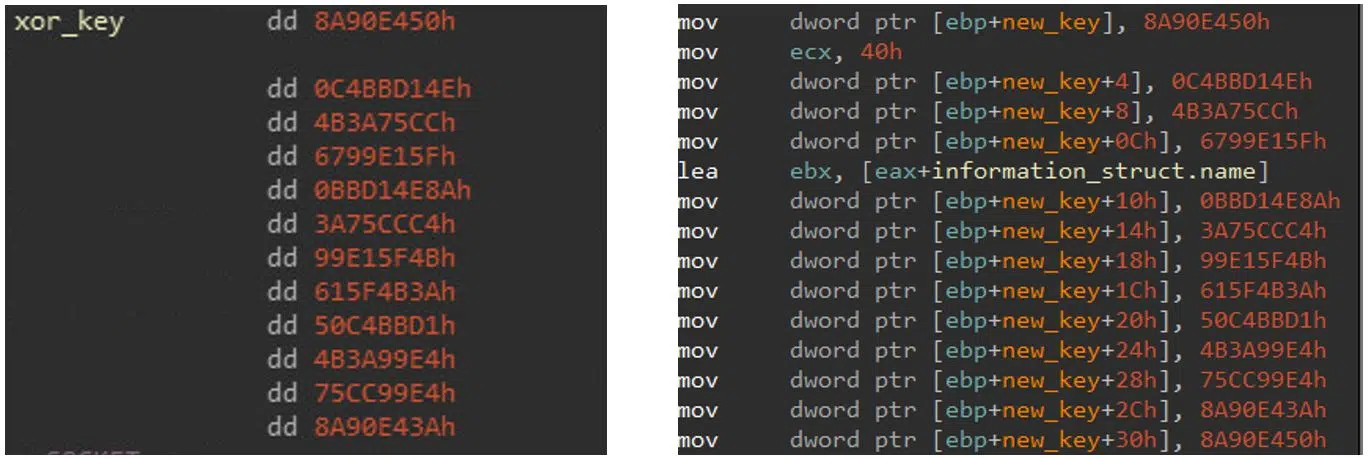 xor_key dd 8A90E450h
dd 0C4BBD14Eh
dd 4B3A75CCh
dd 6799E15Fh
dd 0BBD14E8Ah
dd 3A75CCC4h
dd 99E15F4Bh
dd 615F4B3Ah
dd 50C4BBD1h
dd 4B3A99E4h
dd 75CC99E4h
dd 8A90E43Ah
mov dword ptr [ebp+new_key], 8A90E450h
mov ecx, 40h
mov dword ptr [ebp+new_key+4], 0C4BBD14Eh
mov dword ptr [ebp+new_key+8], 4B3A75CCh
mov dword ptr [ebp+new_key+0Ch], 6799E15Fh
lea ebx, [eax+information_struct.name]
mov dword ptr [ebp+new_key+10h], 0BBD14E8Ah
mov dword ptr [ebp+new_key+14h], 3A75CCC4h
mov dword ptr [ebp+new_key+18h], 99E15F4Bh
mov dword ptr [ebp+new_key+1Ch], 615F4B3Ah
mov dword ptr [ebp+new_key+20h], 50C4BBD1h
mov dword ptr [ebp+new_key+24h], 4B3A99E4h
mov dword ptr [ebp+new_key+28h], 75CC99E4h
mov dword ptr [ebp+new_key+2Ch], 8A90E43Ah
mov dword ptr [ebp+new_key+30h], 8A90E450h